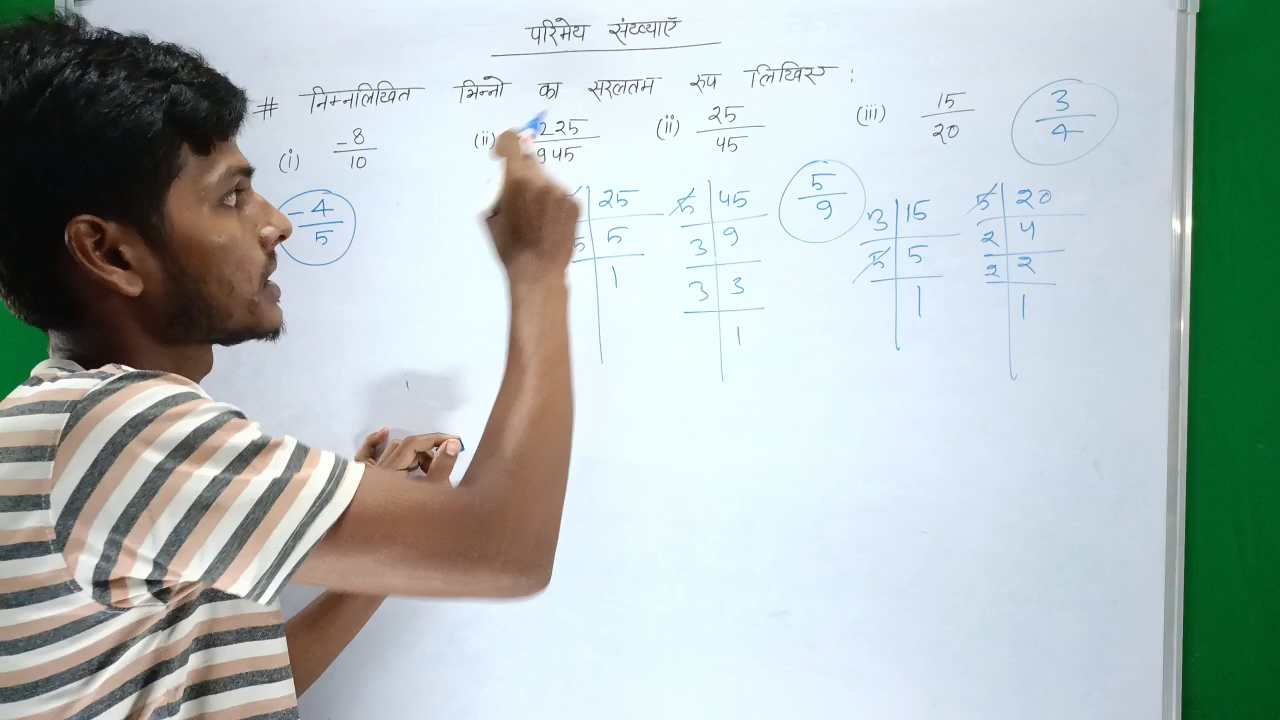 परिमेय संख्याएँ
# निम्नलिखित भिन्नो का सरलतम रुप लिखिए :
(i) -8/10 (ii) 225/945 (ii) 25/45 (iii) 15/20 3/4
-4/5 25 5 45 5/9 3 15 5 20
5 5 3 9 5 5 2 4
1 3 3 1 2 2
1 1